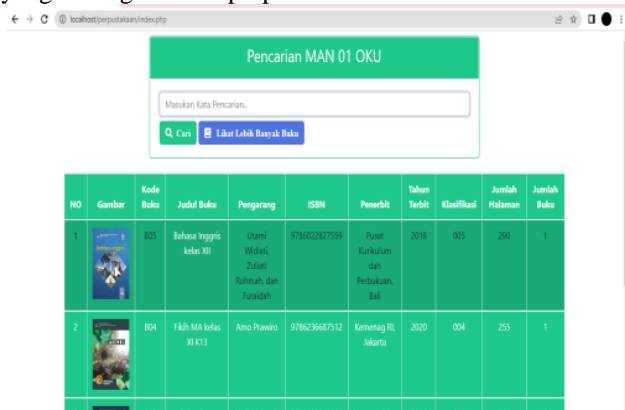 localhost/perpustakaan/index.php
Pencarian MAN 01 OKU
Masukan Kata Pencarian..
Cari
Lihat Lebih Banyak Buku
NO Gambar Kode Buku Judul Buku Pengarang ISBN Penerbit Tahun Terbit Klasifikasi Jumlah Halaman Jumlah Buku
1 B05 Bahasa Inggris kelas XII Utami Widiati, Zuliati Rohmah, dan Furaidah 9786022827559 Pusat Kurikulum dan Perbukuan, Bali 2018 005 290 1
2 B04 Fikih MA kelas XI K13 Amo Prawiro 9786236687512 Kemenag RI, Jakarta 2020 004 255 1